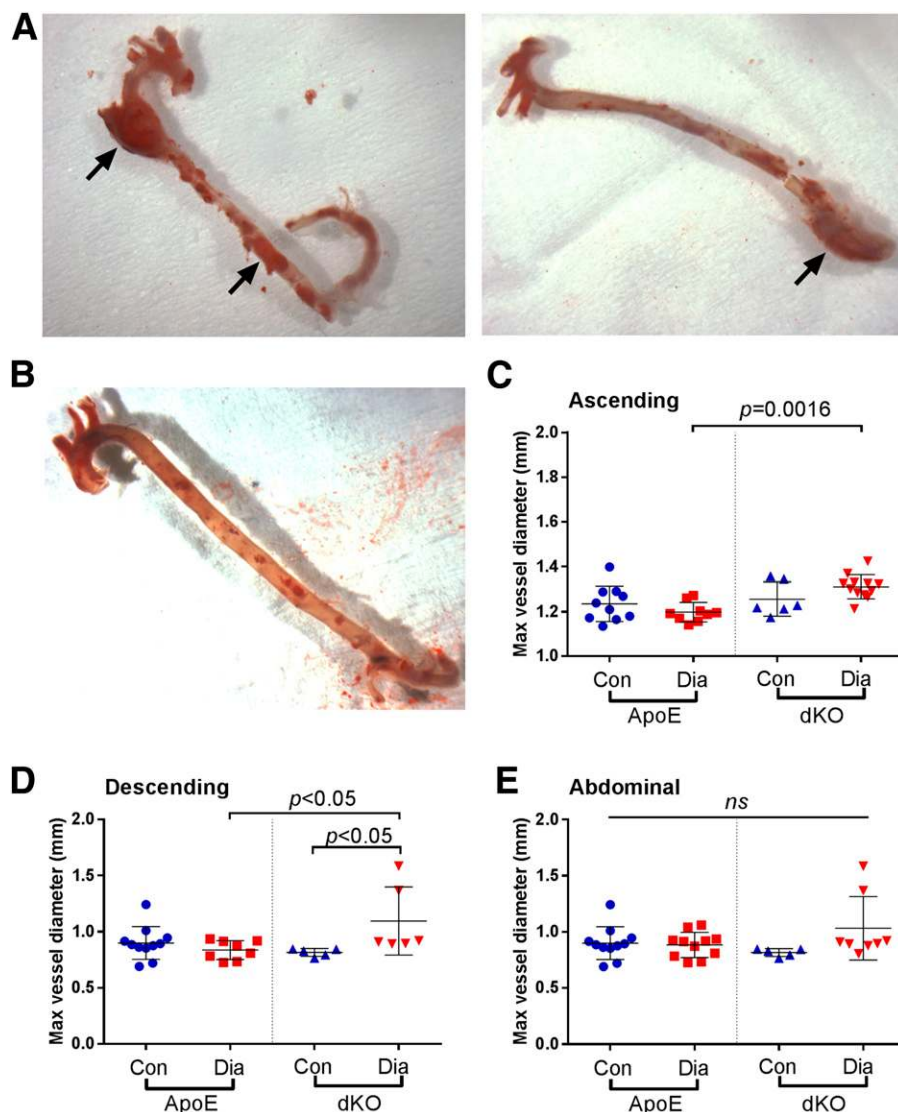 A
B
C
Ascending
p=0.0016
Max vessel diameter (mm)
2.0
1.8
1.6
1.4
1.2
1.0
Con Dia Con Dia
ApoE dKO
D
Descending
p<0.05
p<0.05
Max vessel diameter (mm)
2.0
1.5
1.0
0.5
0.0
Con Dia Con Dia
ApoE dKO
E
Abdominal
ns
Max vessel diameter (mm)
2.0
1.5
1.0
0.5
0.0
Con Dia Con Dia
ApoE dKO